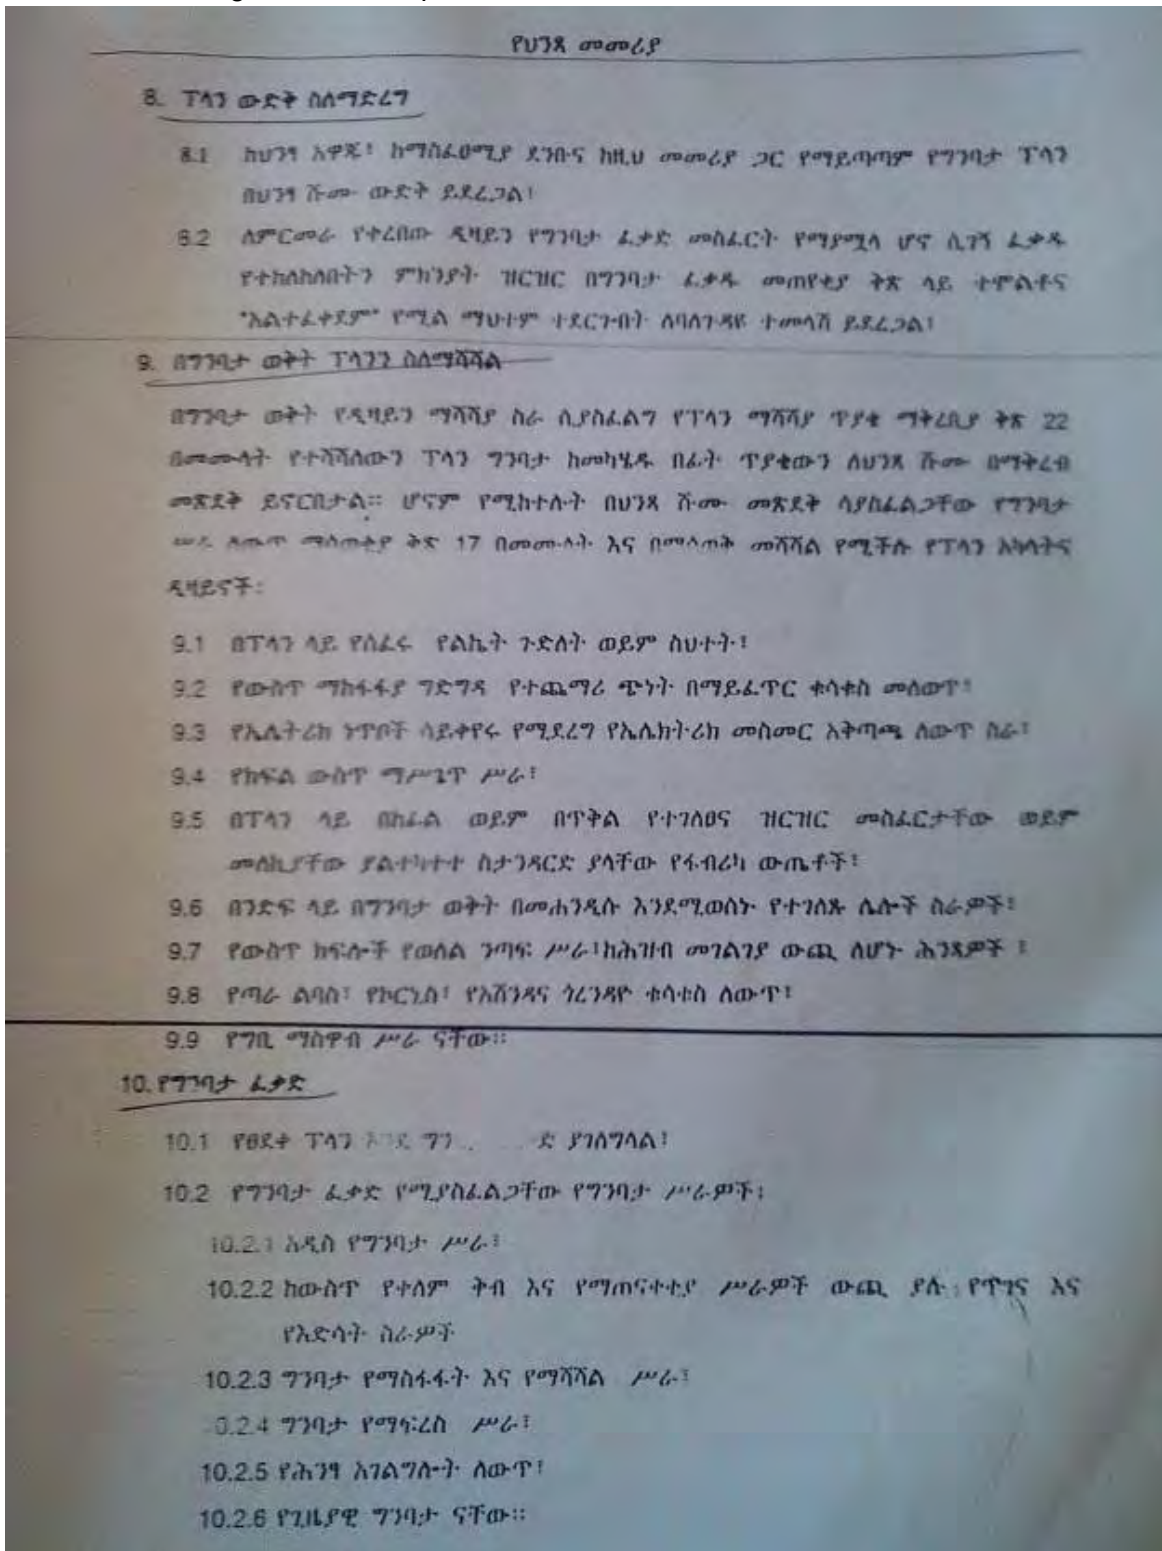 የህንጻ መመሪያ
8. ፐላን ውድቅ ስለማድረግ
8.1 ከህንፃ አዋጁ፣ ከማስፈፀሚያ ደንቡና ከዚህ መመሪያ ጋር የማይጣጣም የግንባታ ፕላን
በህንፃ ሹሙ ውድቅ ይደረጋል፣
8.2 ለምርመራ የቀረበው ዲዛይን የግንባታ ፈቃድ መስፈርት የማያሟላ ሆኖ ሲገኝ ፈቃዱ
የተከለከለበትን ምክንያት ዝርዝር በግንባታ ፈቃዱ መጠየቂያ ቅጽ ላይ ተሞልቶና
"አልተፈቀደም" የሚል ማህተም ተደርጉበት ለባለጉዳዩ ተመላሽ ይደረጋል፣
9. በግንባታ ወቅት ፕላንን ስለማሻሻል
በግንባታ ወቅት የዲዛይን ማሻሻያ ስራ ሲያስፈልግ የፕላን ማሻሻያ ጥያቄ ማቅረቢያ ቅጽ 22
በመሙላት የተሻሻለውን ፕላን ግንባታ ከመካሄዱ በፊት ጥያቄውን ለህንጻ ሹሙ በማቅረብ
መጽደቅ ይኖርበታል። ሆኖም የሚከተሉት በህንጻ ሹሙ መጽደቅ ሳያስፈልጋቸው የግንባታ
ሥራ ለውጥ ማሳወቂያ ቅጽ 17 በመሙላት እና በማሳወቅ መሻሻል የሚችሉ የፕላን አካላትና
ዲዛይኖች፡
9.1 በፕላን ላይ የሰፈሩ የልኬት ጉድለት ወይም ስህተት፣
9.2 የውስጥ ማከፋፋያ ግድግዳ የተጨማሪ ጭነት በማይፈጥር ቁሳቁስ መለወጥ፣
9.3 የኤሌትሪክ ነጥቦች ሳይቀየሩ የሚደረግ የኤሌክትሪክ መስመር አቅጣጫ ለውጥ ስራ፣
9.4 የክፍል ውስጥ ማሥጌጥ ሥራ፣
9.5 በፕላን ላይ በከፊል ወይም በጥቅል የተገለፀና ዝርዝር መስፈርታቸው ወይም
መለኪያቸው ያልተካተተ ስታንዳርድ ያላቸው የፋብሪካ ውጤቶች፣
9.6 በንድፍ ላይ በግንባታ ወቅት በመሐንዲሱ እንደሚወሰኑ የተገለጹ ሌሎች ስራዎች፣
9.7 የውስጥ ክፍሎች የወለል ንጣፍ ሥራ፣ከሕዝብ መገልገያ ውጪ ለሆኑ ሕንጻዎች ፣
9.8 የጣራ ልባስ፣ የኮርኒስ፣ የአሸንዳና ጎረንዳዮ ቁሳቁስ ለውጥ፣
9.9 የግቢ ማስዋብ ሥራ ናቸው።
10. የግንባታ ፈቃድ
10.1 የፀደቀ ፕላን እንደ ያገለግላል፣
10.2 የግንባታ ፈቃድ የሚያስፈልጋቸው የግንባታ ሥራዎች፣
10.2.1 አዲስ የግንባታ ሥራ፣
10.2.2 ከውስጥ የቀለም ቅብ እና የማጠናቀቂያ ሥራዎች ውጪ ያሉ የጥገና እና
የእድሳት ስራዎች
10.2.3 ግንባታ የማስፋፋት እና የማሻሻል ሥራ፣
0.2.4 ግንባታ የማፍረስ ሥራ፣
10.2.5 የሕንፃ አገልግሎት ለውጥ፣
10.2.6 የጊዜያዊ ግንባታ ናቸው።